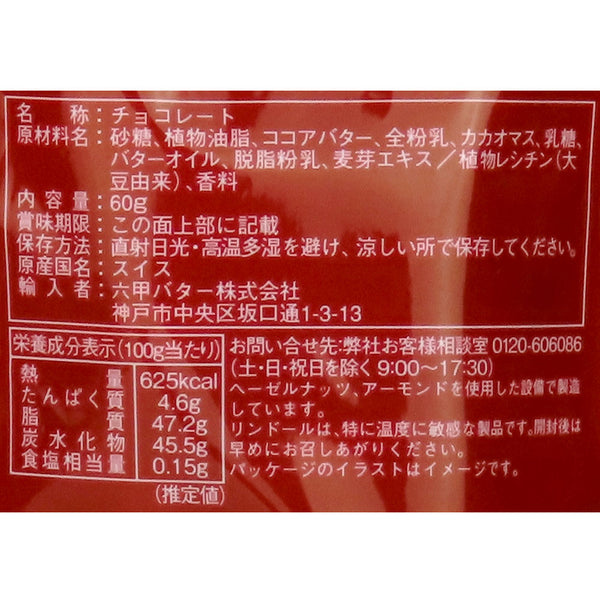 名称：チョコレート
原材料名：砂糖、植物油脂、ココアバター、全粉乳、カカオマス、乳糖、
バターオイル、脱脂粉乳、麦芽エキス／植物レシチン（大
豆由来）、香料
内容量：60g
賞味期限：この面上部に記載
保存方法：直射日光・高温多湿を避け、涼しい所で保存してください。
原産国名：スイス
輸入者：六甲バター株式会社
神戸市中央区坂口通1-3-13
栄養成分表示（100g当たり）
熱量 625kcal
たんぱく質 4.6g
脂質 47.2g
炭水化物 45.5g
食塩相当量 0.15g
（推定値）
お問い合せ先：弊社お客様相談室 0120-606086
（土・日・祝日を除く 9:00〜17:30）
ヘーゼルナッツ、アーモンドを使用した設備で製造
しています。
リンドールは、特に温度に敏感な製品です。開封後は
早めにお召しあがりください。
パッケージのイラストはイメージです。